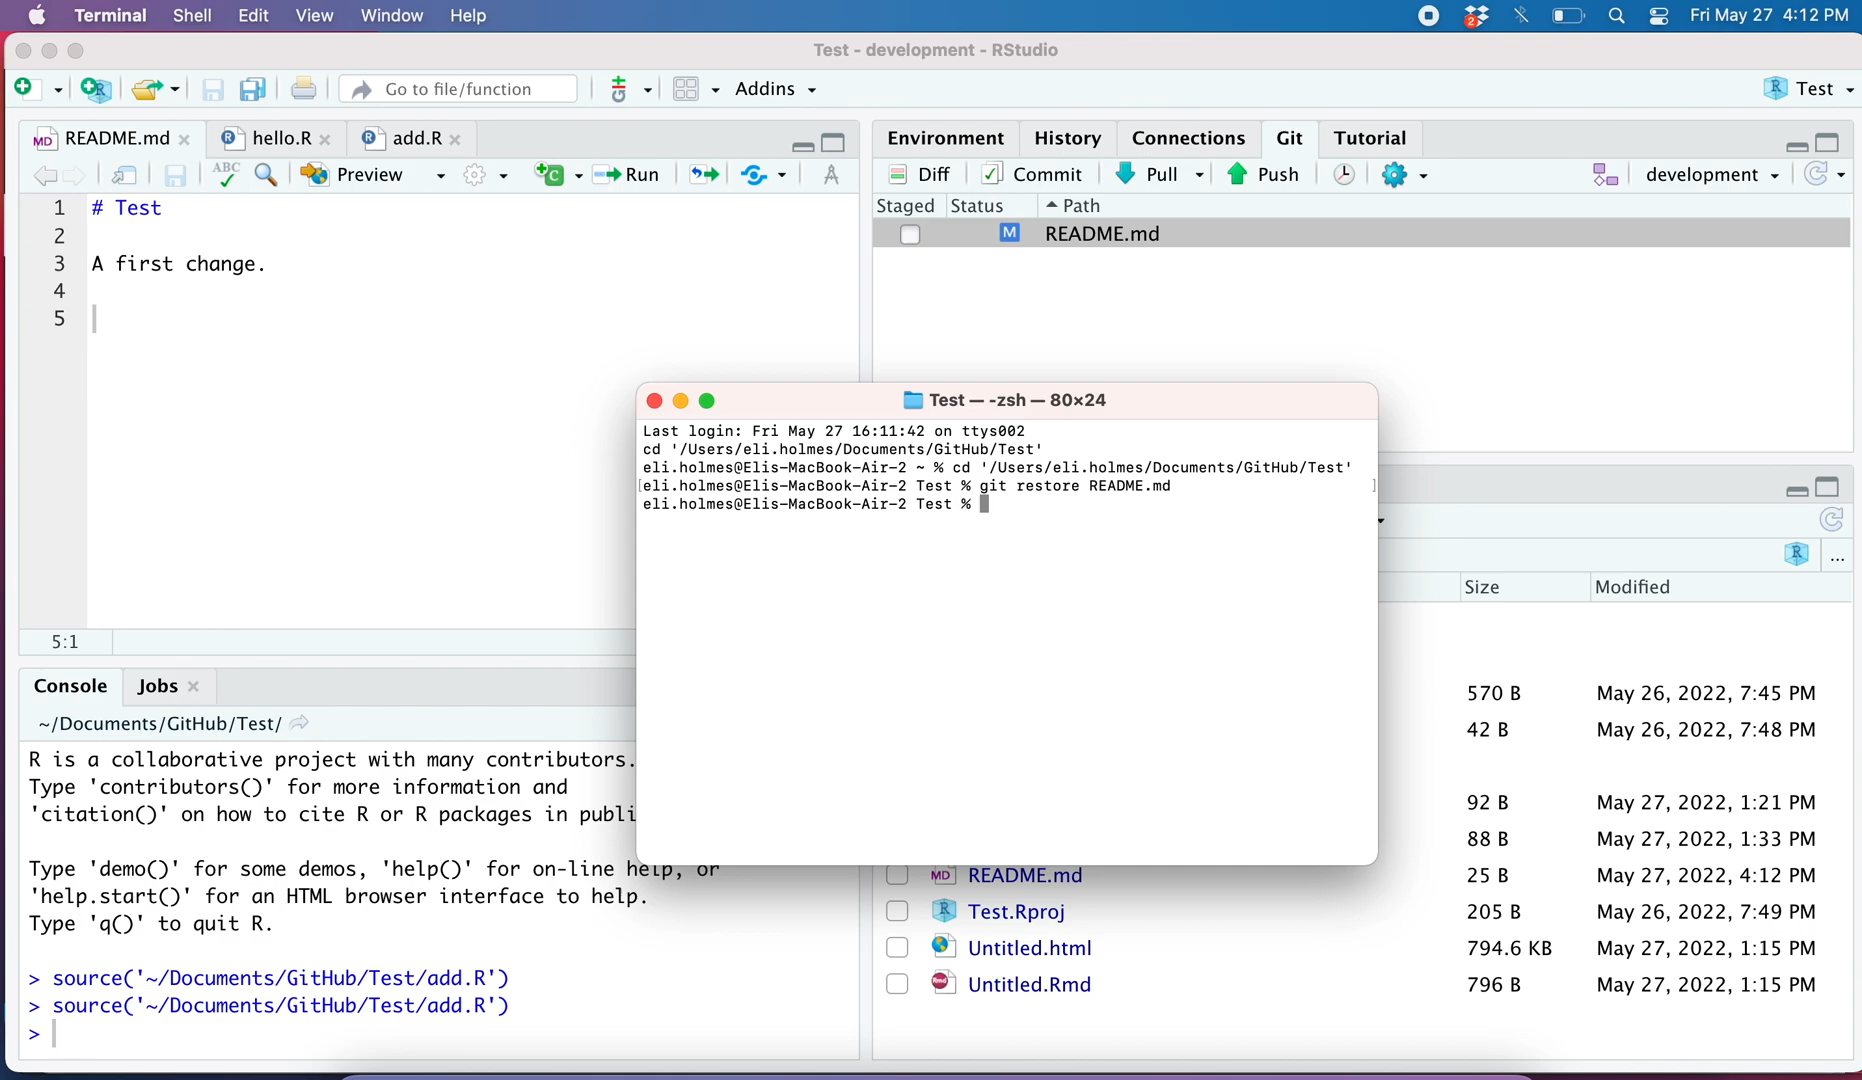 Terminal Shell Edit View Window Help 2 Fri May 27 4:12 PM
Test - development - RStudio
Go to file/function Addins Test
README.md hello.R add.R
ABC Preview Run
1 # Test
2
3 A first change.
4
5
5:1
Environment History Connections Git Tutorial
Diff Commit Pull Push development
Staged Status Path
M README.md
Test — -zsh — 80×24
Last login: Fri May 27 16:11:42 on ttys002
cd '/Users/eli.holmes/Documents/GitHub/Test'
eli.holmes@Elis-MacBook-Air-2 ~ % cd '/Users/eli.holmes/Documents/GitHub/Test'
[eli.holmes@Elis-MacBook-Air-2 Test % git restore README.md ]
eli.holmes@Elis-MacBook-Air-2 Test %
Console Jobs
~/Documents/GitHub/Test/
R is a collaborative project with many contributors.
Type 'contributors()' for more information and
'citation()' on how to cite R or R packages in publi
Type 'demo()' for some demos, 'help()' for on-line help, or
'help.start()' for an HTML browser interface to help.
Type 'q()' to quit R.
> source('~/Documents/GitHub/Test/add.R')
> source('~/Documents/GitHub/Test/add.R')
>
...
Size Modified
570 B May 26, 2022, 7:45 PM
42 B May 26, 2022, 7:48 PM
92 B May 27, 2022, 1:21 PM
88 B May 27, 2022, 1:33 PM
MD README.md 25 B May 27, 2022, 4:12 PM
Test.Rproj 205 B May 26, 2022, 7:49 PM
Untitled.html 794.6 KB May 27, 2022, 1:15 PM
Untitled.Rmd 796 B May 27, 2022, 1:15 PM